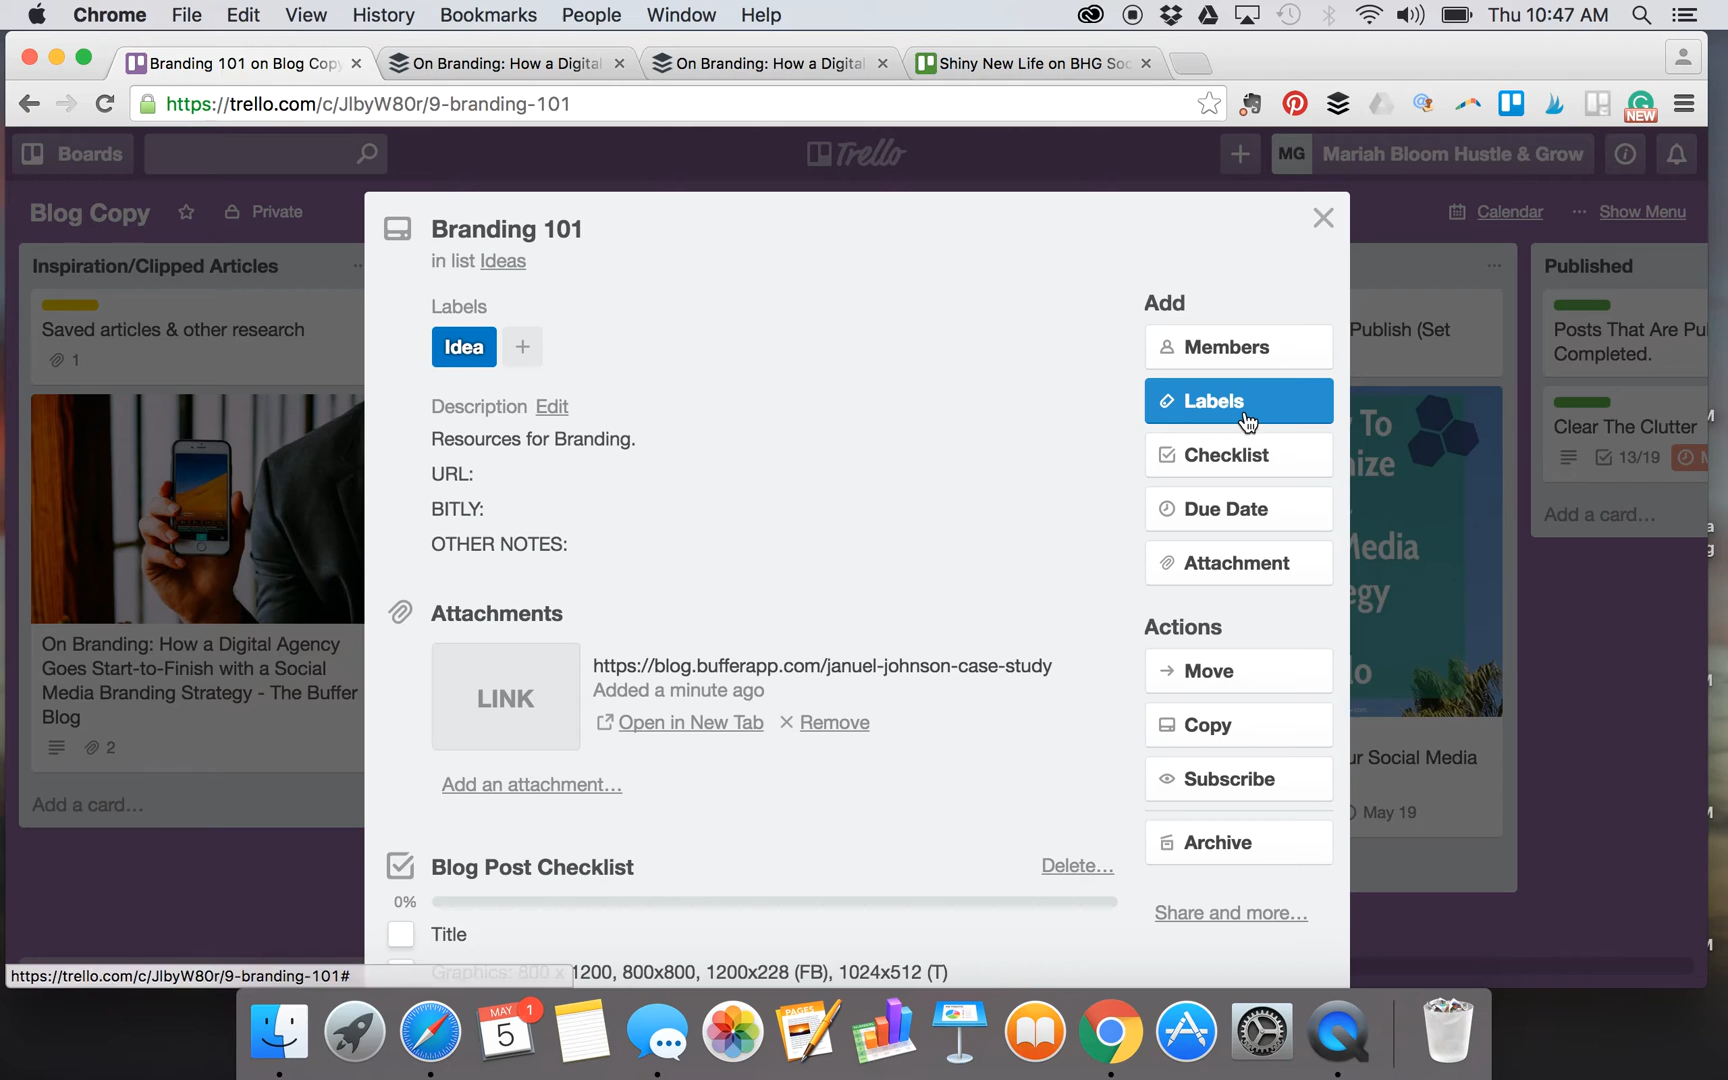 Chrome File Edit View History Bookmarks People Window Help Thu 10:47 AM
Branding 101 on Blog Copy
On Branding: How a Digital
On Branding: How a Digital
Shiny New Life on BHG Soc
https://trello.com/c/JlbyW80r/9-branding-101
NEW
Boards
Trello
MG Mariah Bloom Hustle & Grow
Blog Copy
Private
Calendar
Show Menu
Inspiration/Clipped Articles
Saved articles & other research
1
On Branding: How a Digital Agency
Goes Start-to-Finish with a Social
Media Branding Strategy - The Buffer
Blog
2
Add a card...
Branding 101
in list Ideas
Labels
Idea
Description Edit
Resources for Branding.
URL:
BITLY:
OTHER NOTES:
Attachments
LINK
https://blog.bufferapp.com/januel-johnson-case-study
Added a minute ago
Open in New Tab
Remove
Add an attachment...
Blog Post Checklist
Delete...
0%
Title
Graphics: 800 x 1200, 800x800, 1200x228 (FB), 1024x512 (T)
Add
Members
Labels
Checklist
Due Date
Attachment
Actions
Move
Copy
Subscribe
Archive
Share and more...
Publish (Set
To
ize
Media
egy
lo
ur Social Media
May 19
Published
Posts That Are Pu
Completed.
Clear The Clutter
13/19
Add a card...
https://trello.com/c/JlbyW80r/9-branding-101#
MAY
5
1